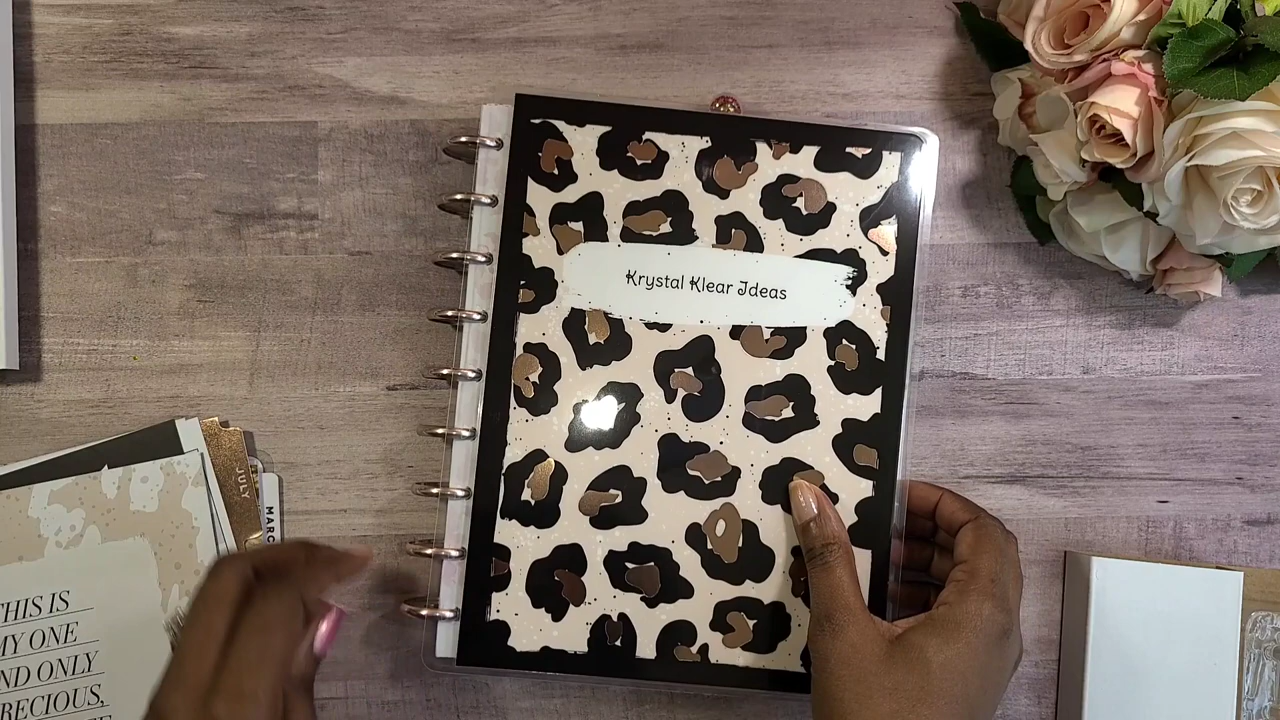 Krystal Klear Ideas
JULY
MARC
THIS IS
MY ONE
ND ONLY
RECIOUS,